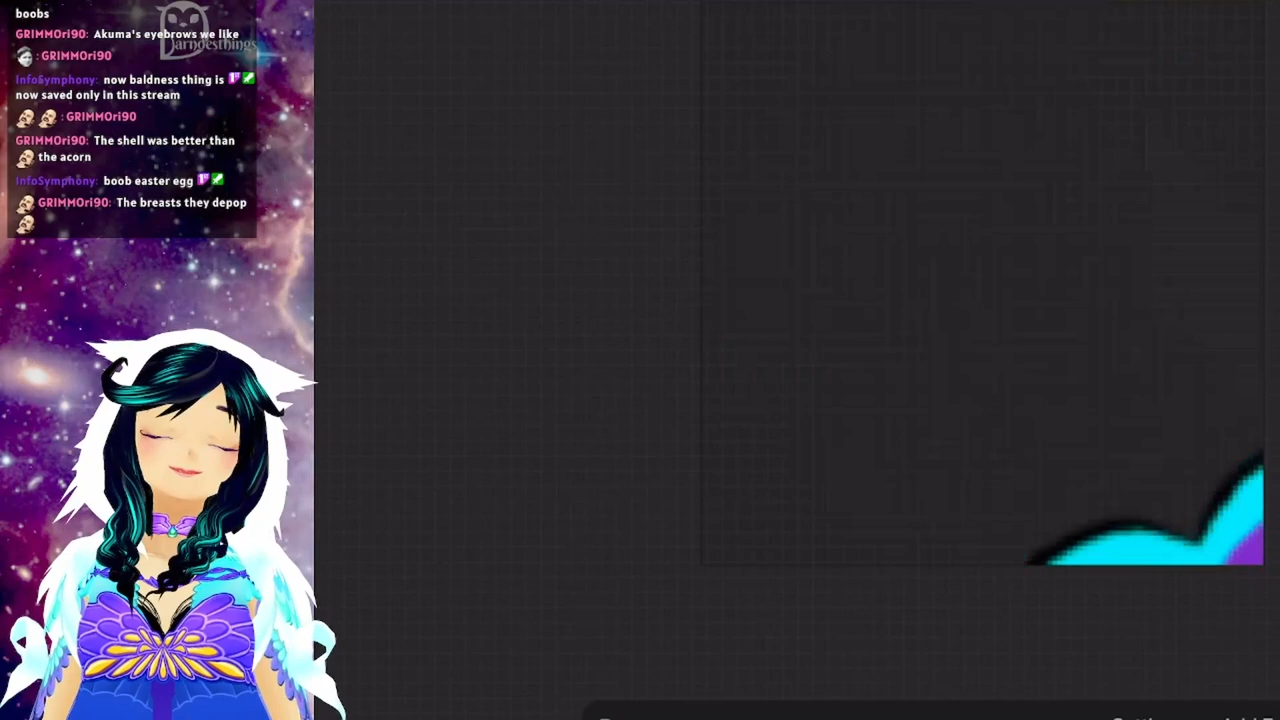 boobs
GRIMMOri90: Akuma's eyebrows we like
Darndesthings
: GRIMMOri90
InfoSymphony: now baldness thing is
now saved only in this stream
: GRIMMOri90
GRIMMOri90: The shell was better than
the acorn
InfoSymphony: boob easter egg
GRIMMOri90: The breasts they depop